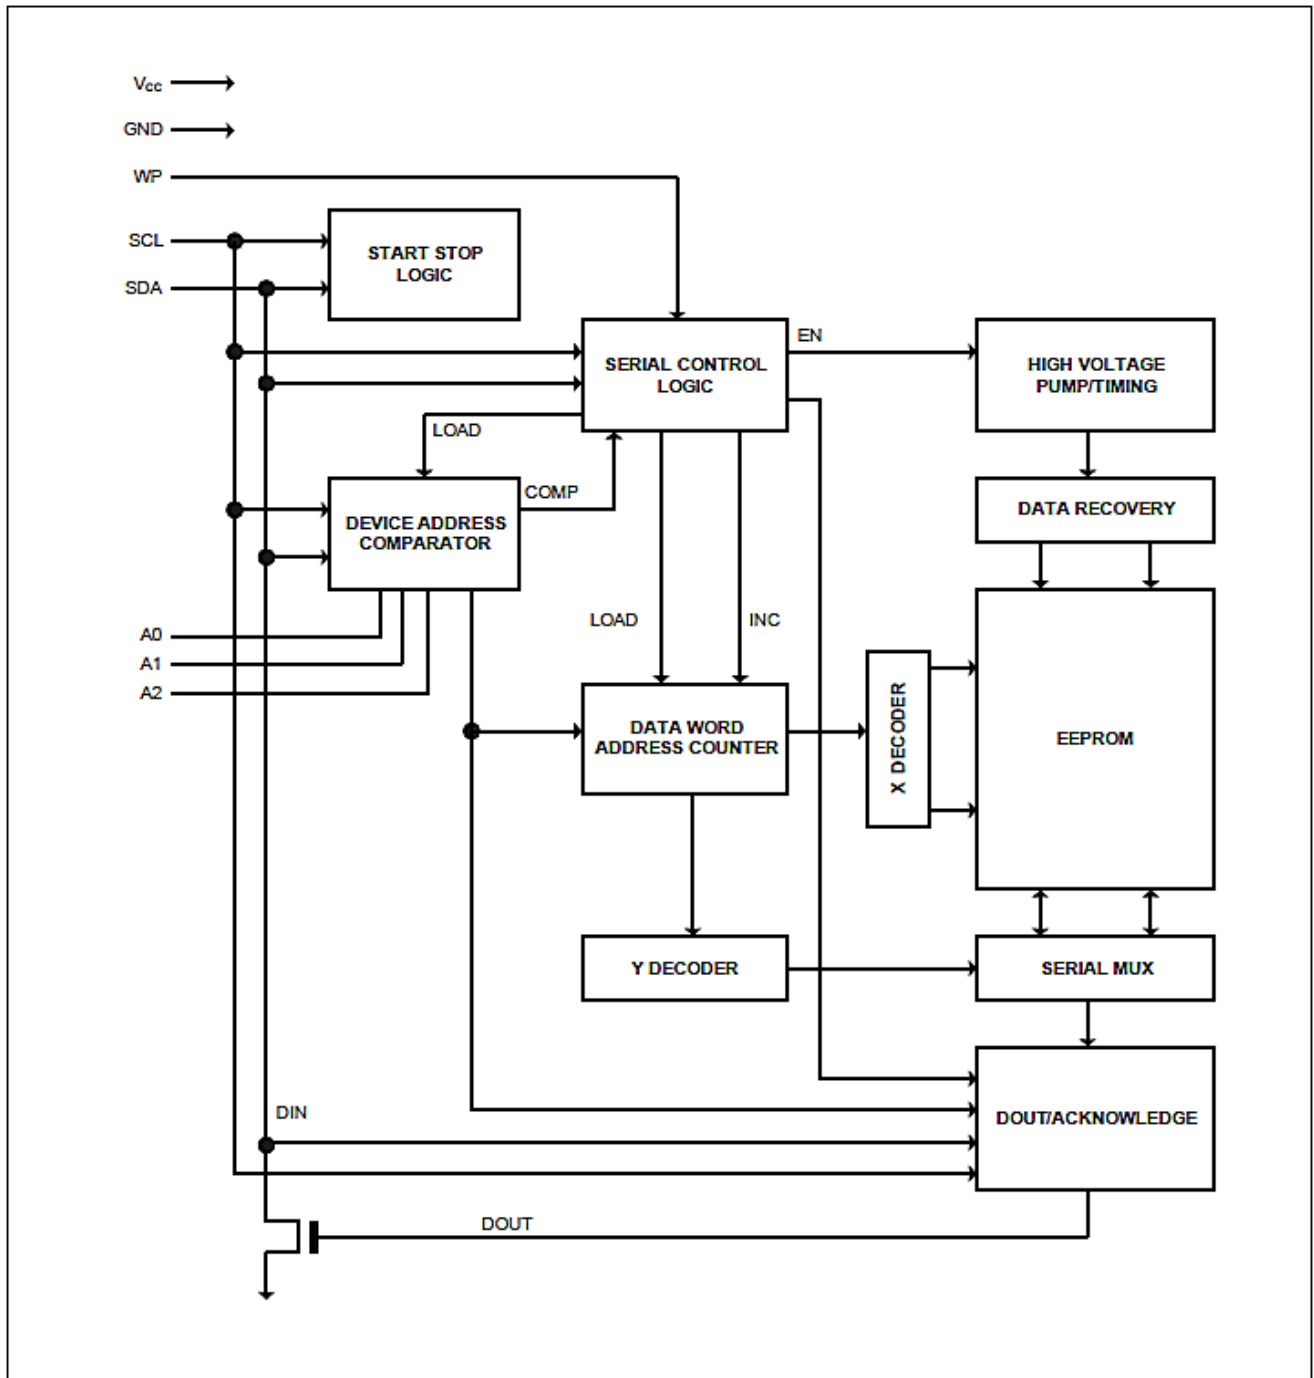 Vcc
GND
WP
SCL
SDA
START STOP
LOGIC
SERIAL CONTROL
LOGIC
EN
HIGH VOLTAGE
PUMP/TIMING
LOAD
COMP
DEVICE ADDRESS
COMPARATOR
DATA RECOVERY
A0
A1
A2
LOAD
INC
DATA WORD
ADDRESS COUNTER
X DECODER
EEPROM
Y DECODER
SERIAL MUX
DIN
DOUT/ACKNOWLEDGE
DOUT